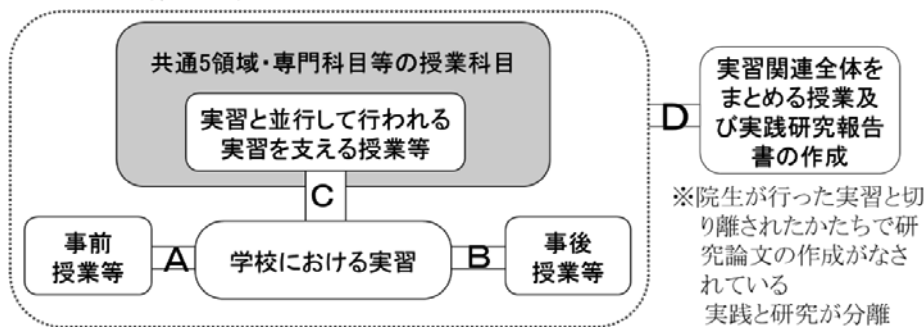 共通5領域・専門科目等の授業科目
実習と並行して行われる
実習を支える授業等
C
事前
授業等
A
学校における実習
B
事後
授業等
D
実習関連全体を
まとめる授業及
び実践研究報告
書の作成
※院生が行った実習と切
り離されたかたちで研
究論文の作成がなさ
れている
実践と研究が分離